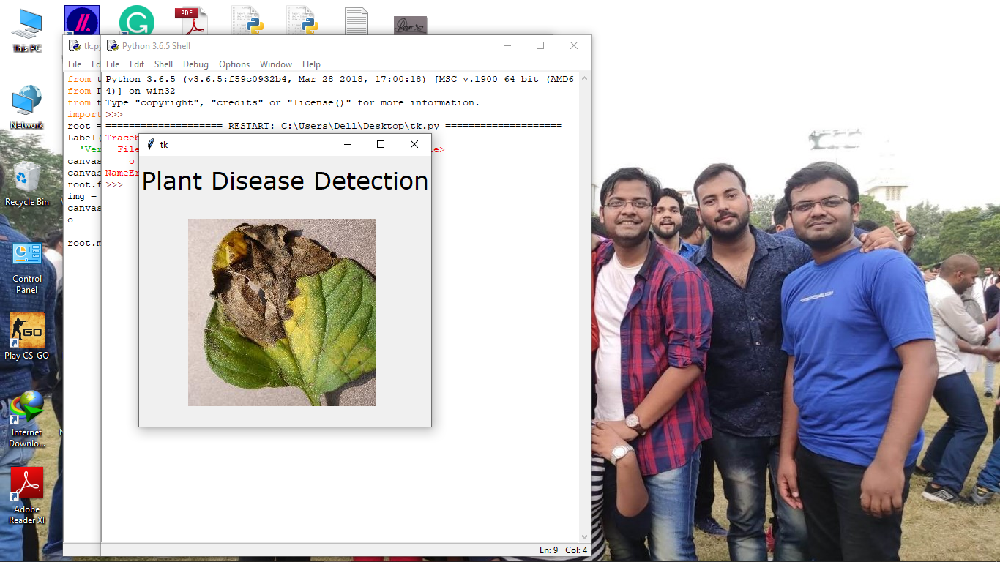 This PC
Network
Recycle Bin
Control
Panel
GO
Play CS-GO
Internet
Downlo...
Adobe
Reader XI
PDF
tk.py
File Ed
from t
from P
from t
import
root =
Label(
'Ver
canvas
canvas
root.f
img =
canvas
o
root.m
Python 3.6.5 Shell
File Edit Shell Debug Options Window Help
Python 3.6.5 (v3.6.5:f59c0932b4, Mar 28 2018, 17:00:18) [MSC v.1900 64 bit (AMD6
4)] on win32
Type "copyright", "credits" or "license()" for more information.
>>>
==================== RESTART: C:\Users\Dell\Desktop\tk.py ====================
Traceb
File e>
o
NameEr
>>>
tk
Plant Disease Detection
Ln: 9 Col: 4